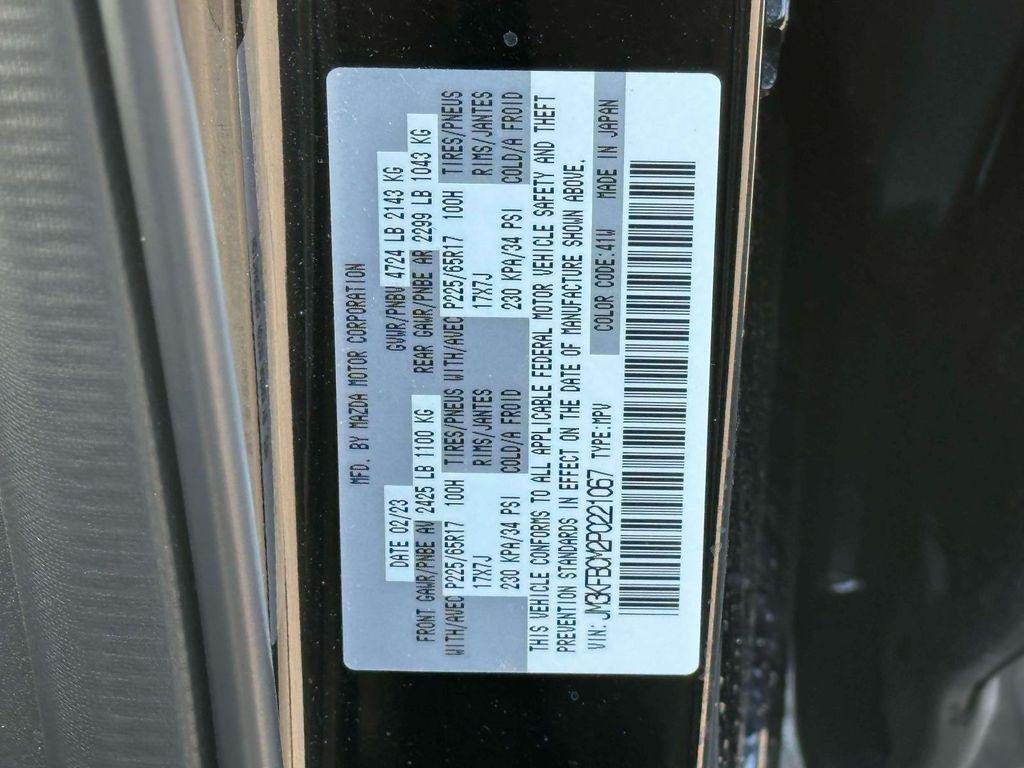 MFD. BY MAZDA MOTOR CORPORATION
DATE 02/23 GVWR/PNBV 4724 LB 2143 KG
FRONT GAWR/PNBE AV 2425 LB 1100 KG REAR GAWR/PNBE AR 2299 LB 1043 KG
WITH/AVEC P225/65R17 100H TIRES/PNEUS WITH/AVEC P225/65R17 100H TIRES/PNEUS
17X7J RIMS/JANTES 17X7J RIMS/JANTES
230 KPA/34 PSI COLD/A FROID 230 KPA/34 PSI COLD/A FROID
THIS VEHICLE CONFORMS TO ALL APPLICABLE FEDERAL MOTOR VEHICLE SAFETY AND THEFT
PREVENTION STANDARDS IN EFFECT ON THE DATE OF MANUFACTURE SHOWN ABOVE.
VIN: JM3KFBCM2P0221067 TYPE:MPV COLOR CODE:41W MADE IN JAPAN